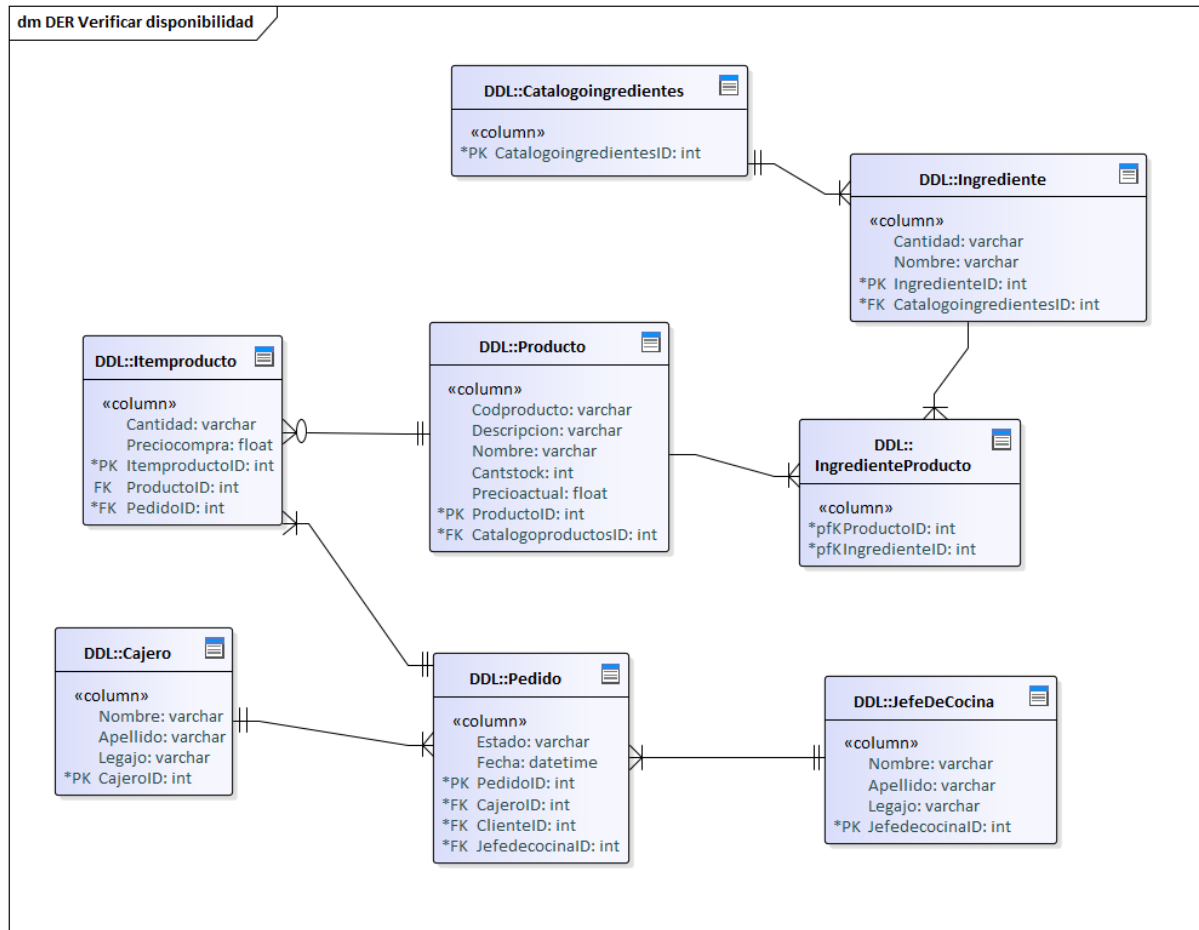 dm DER Verificar disponibilidad
DDL::Catalogoingredientes
«column»
*PK CatalogoingredientesID: int
DDL::Ingrediente
«column»
Cantidad: varchar
Nombre: varchar
*PK IngredienteID: int
*FK CatalogoingredientesID: int
DDL::Itemproducto
«column»
Cantidad: varchar
Preciocompra: float
*PK ItemproductoID: int
FK ProductoID: int
*FK PedidoID: int
DDL::Producto
«column»
Codproducto: varchar
Descripcion: varchar
Nombre: varchar
Cantstock: int
Precioactual: float
*PK ProductoID: int
*FK CatalogoproductosID: int
DDL::
IngredienteProducto
«column»
*pfKProductoID: int
*pfKIngredienteID: int
DDL::Cajero
«column»
Nombre: varchar
Apellido: varchar
Legajo: varchar
*PK CajeroID: int
DDL::Pedido
«column»
Estado: varchar
Fecha: datetime
*PK PedidoID: int
*FK CajeroID: int
*FK ClienteID: int
*FK JefedecocinaID: int
DDL::JefeDeCocina
«column»
Nombre: varchar
Apellido: varchar
Legajo: varchar
*PK JefedecocinaID: int